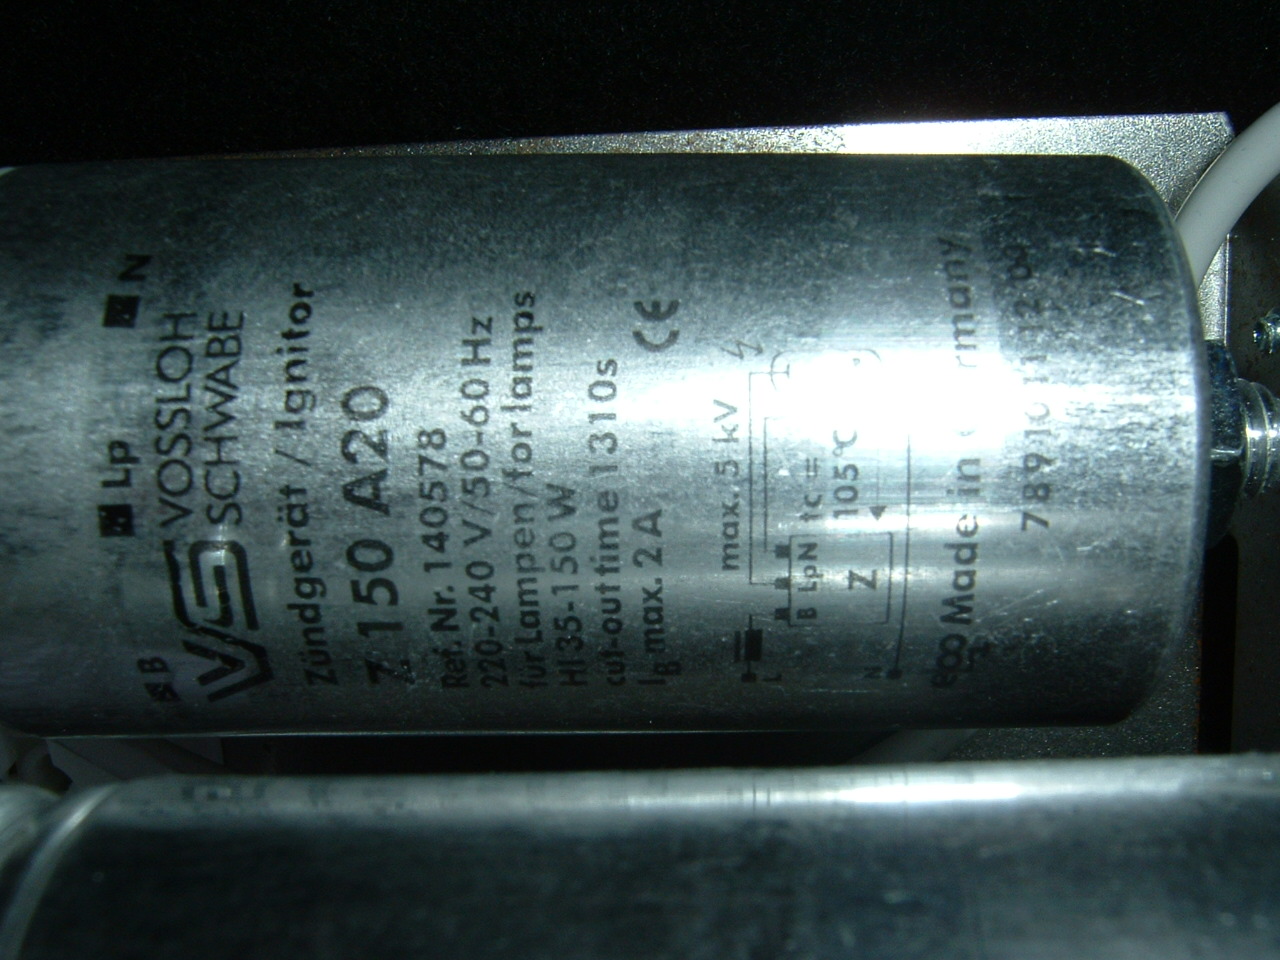 B Lp N
VS VOSSLOH
SCHWABE
Zündgerät / Ignitor
Z 150 A20
Ref. Nr. 140578
220-240 V/50-60 Hz
für Lampen/for lamps
HI 35-150 W
cut-out time 1310s
IB max. 2 A
CE
max. 5 kV
B Lp N tc =
Z 105°C
L
N
Made in